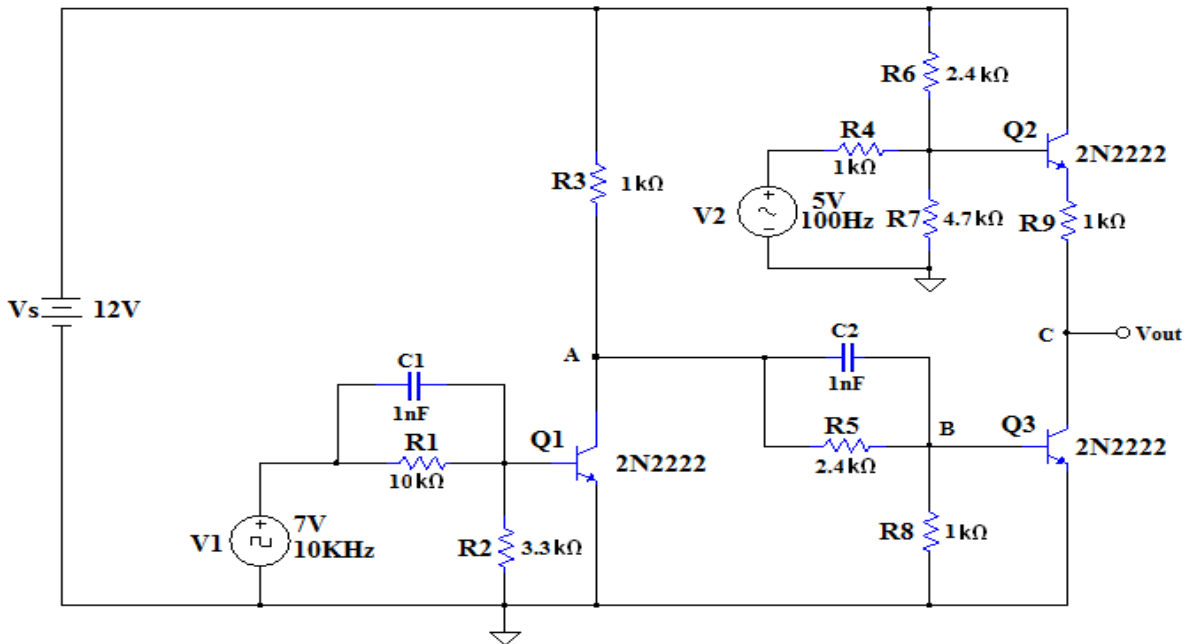 R6 2.4kΩ
R4
1kΩ
Q2
2N2222
R3 1kΩ
V2
5V
100Hz
R7 4.7kΩ
R9 1kΩ
Vs 12V
A
C2
1nF
C Vout
C1
1nF
R5
2.4kΩ
B
R1
10kΩ
Q1
2N2222
Q3
2N2222
V1
7V
10KHz
R2 3.3kΩ
R8 1kΩ